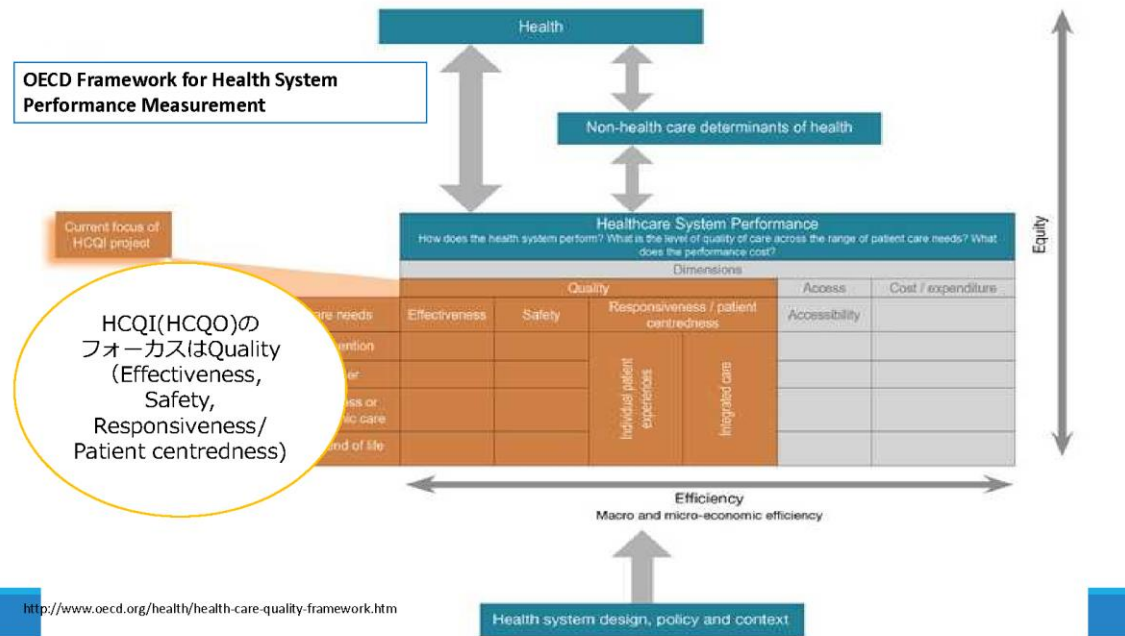 Health
OECD Framework for Health System
Performance Measurement
Non-health care determinants of health
Current focus of
HCQI project
Healthcare System Performance
How does the health system perform? What is the level of quality of care across the range of patient care needs? What
does the performance cost?
Dimensions
Quality
Access
Cost / expenditure
are needs
Effectiveness
Safety
Responsiveness / patient
centredness
Accessibility
Individual patient
experiences
Integrated care
HCQI(HCQO)の
フォーカスはQuality
(Effectiveness,
Safety,
Responsiveness/
Patient centredness)
Equity
Efficiency
Macro and micro-economic efficiency
http://www.oecd.org/health/health-care-quality-framework.htm
Health system design, policy and context